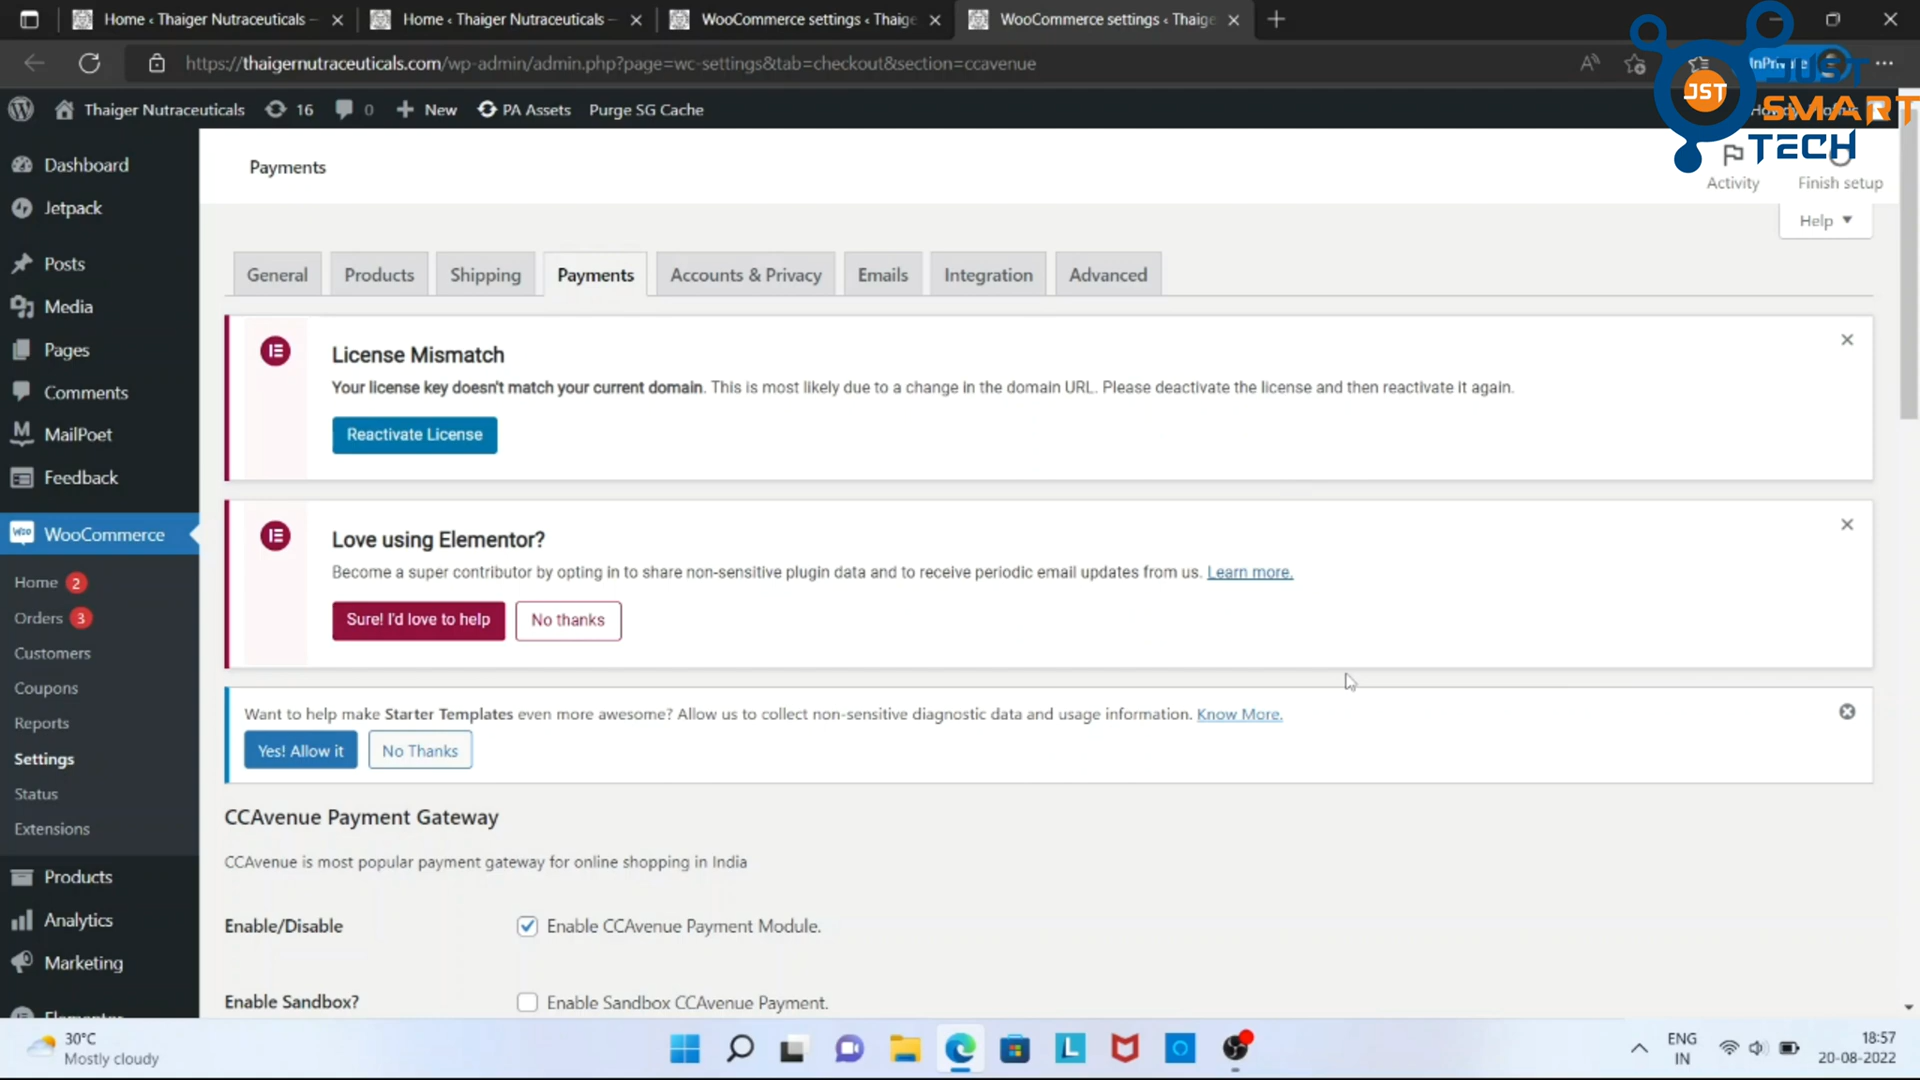 Home ‹ Thaiger Nutraceuticals –
Home ‹ Thaiger Nutraceuticals –
WooCommerce settings ‹ Thaige
WooCommerce settings ‹ Thaige
https://thaigernutraceuticals.com/wp-admin/admin.php?page=wc-settings&tab=checkout&section=ccavenue
InPrivate
JST
JUST
SMART
TECH
Thaiger Nutraceuticals
16
0
New
PA Assets
Purge SG Cache
Dashboard
Jetpack
Posts
Media
Pages
Comments
MailPoet
Feedback
WooCommerce
Home 2
Orders 3
Customers
Coupons
Reports
Settings
Status
Extensions
Products
Analytics
Marketing
Payments
Activity
Finish setup
Help
General
Products
Shipping
Payments
Accounts & Privacy
Emails
Integration
Advanced
License Mismatch
Your license key doesn't match your current domain. This is most likely due to a change in the domain URL. Please deactivate the license and then reactivate it again.
Reactivate License
Love using Elementor?
Become a super contributor by opting in to share non-sensitive plugin data and to receive periodic email updates from us. Learn more.
Sure! I'd love to help
No thanks
Want to help make Starter Templates even more awesome? Allow us to collect non-sensitive diagnostic data and usage information. Know More.
Yes! Allow it
No Thanks
CCAvenue Payment Gateway
CCAvenue is most popular payment gateway for online shopping in India
Enable/Disable
Enable CCAvenue Payment Module.
Enable Sandbox?
Enable Sandbox CCAvenue Payment.
30°C
Mostly cloudy
ENG
IN
18:57
20-08-2022